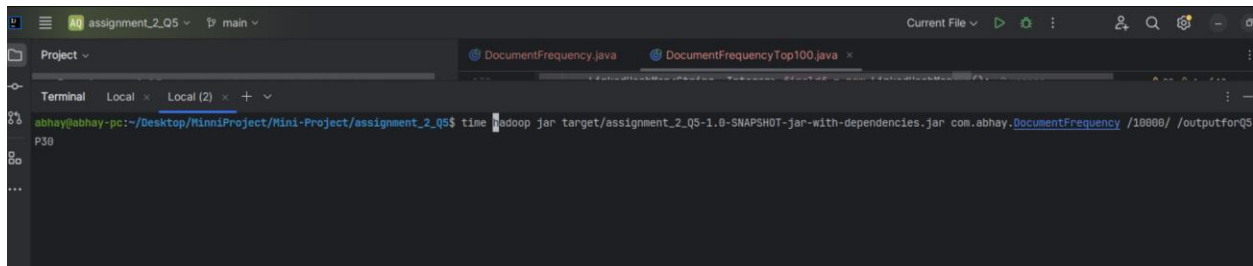 AQ assignment_2_Q5 main Current File
Project DocumentFrequency.java DocumentFrequencyTop100.java
Terminal Local Local (2)
abhay@abhay-pc:~/Desktop/MinniProject/Mini-Project/assignment_2_Q5$ time hadoop jar target/assignment_2_Q5-1.0-SNAPSHOT-jar-with-dependencies.jar com.abhay.DocumentFrequency /10000/ /outputforQ5
P30